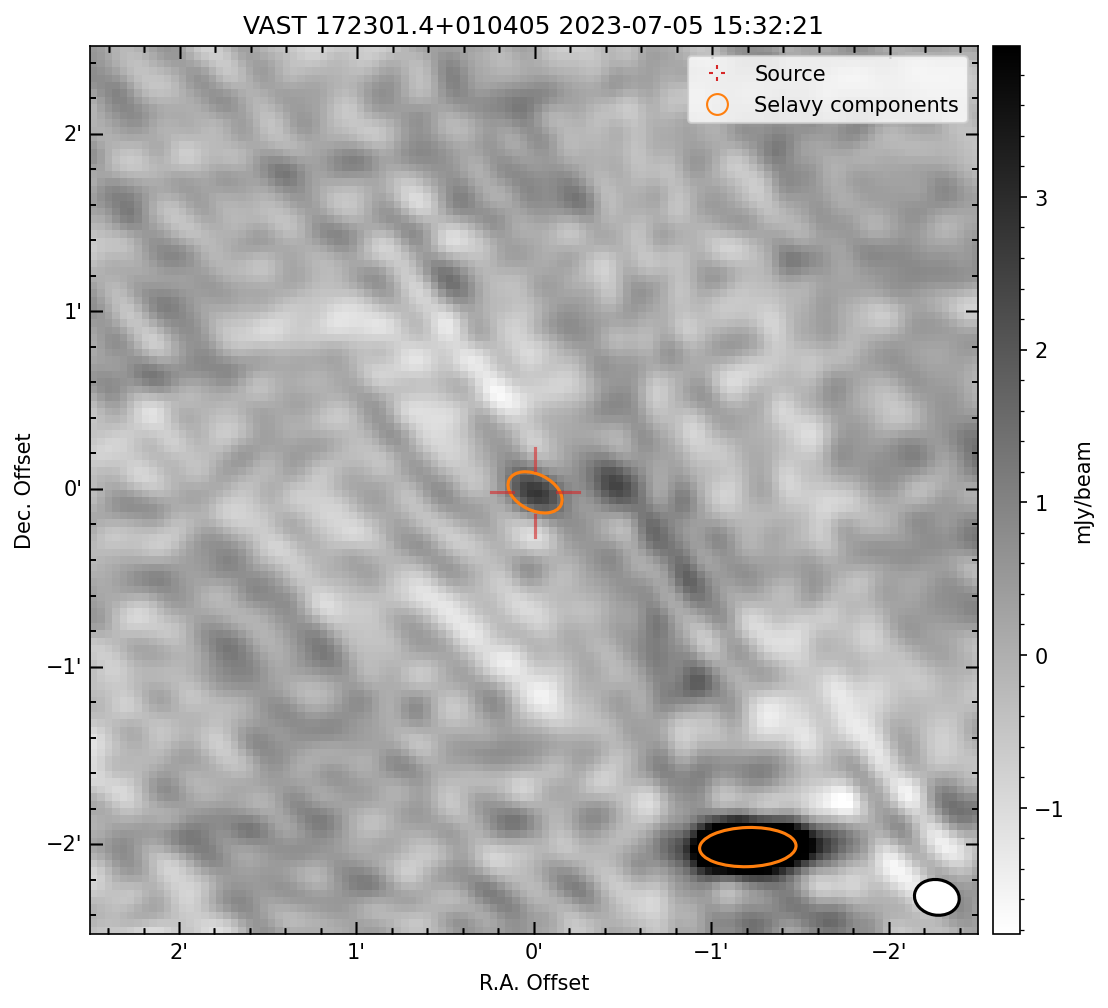 VAST 172301.4+010405 2023-07-05 15:32:21
Source
Selavy components
2'
1'
0'
−1'
−2'
Dec. Offset
2'
1'
0'
−1'
−2'
R.A. Offset
3
2
1
0
−1
mJy/beam